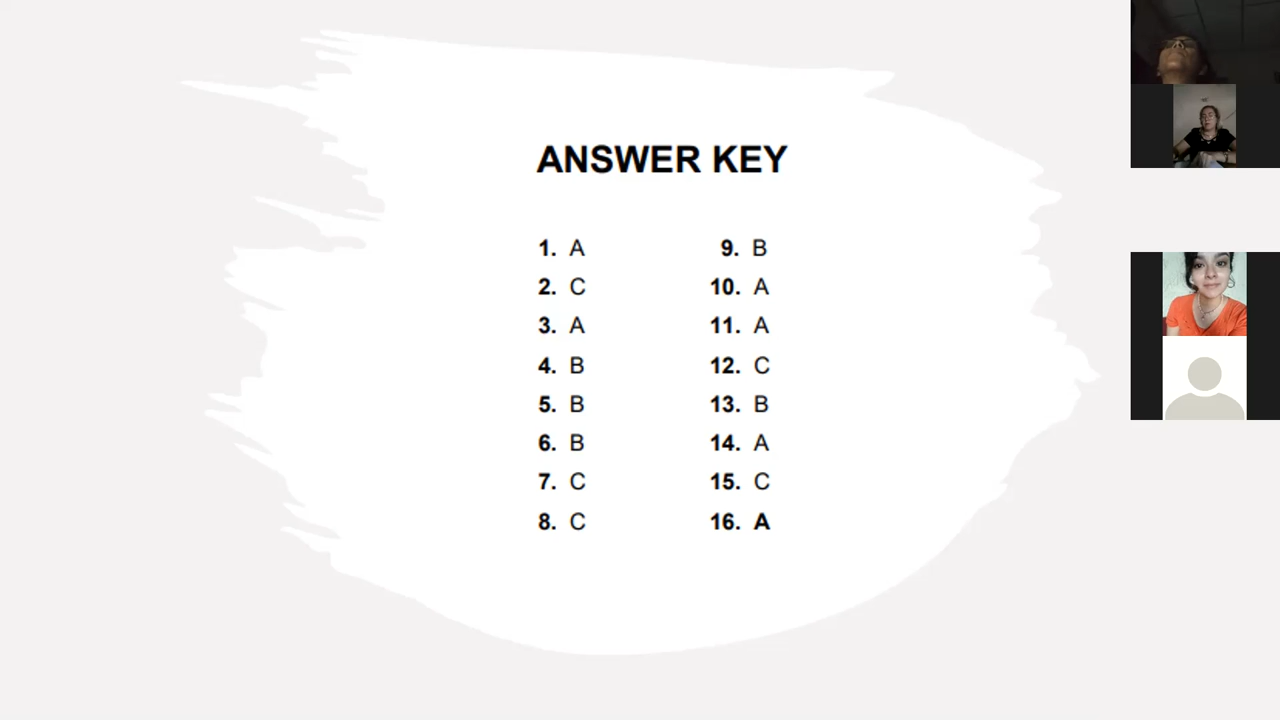 ANSWER KEY
1. A
2. C
3. A
4. B
5. B
6. B
7. C
8. C
9. B
10. A
11. A
12. C
13. B
14. A
15. C
16. A